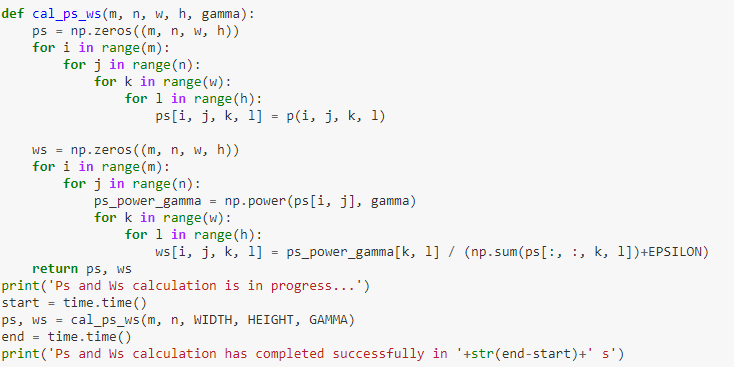 def cal_ps_ws(m, n, w, h, gamma):
    ps = np.zeros((m, n, w, h))
    for i in range(m):
        for j in range(n):
            for k in range(w):
                for l in range(h):
                    ps[i, j, k, l] = p(i, j, k, l)

    ws = np.zeros((m, n, w, h))
    for i in range(m):
        for j in range(n):
            ps_power_gamma = np.power(ps[i, j], gamma)
            for k in range(w):
                for l in range(h):
                    ws[i, j, k, l] = ps_power_gamma[k, l] / (np.sum(ps[:, :, k, l])+EPSILON)
    return ps, ws
print('Ps and Ws calculation is in progress...')
start = time.time()
ps, ws = cal_ps_ws(m, n, WIDTH, HEIGHT, GAMMA)
end = time.time()
print('Ps and Ws calculation has completed successfully in '+str(end-start)+' s')